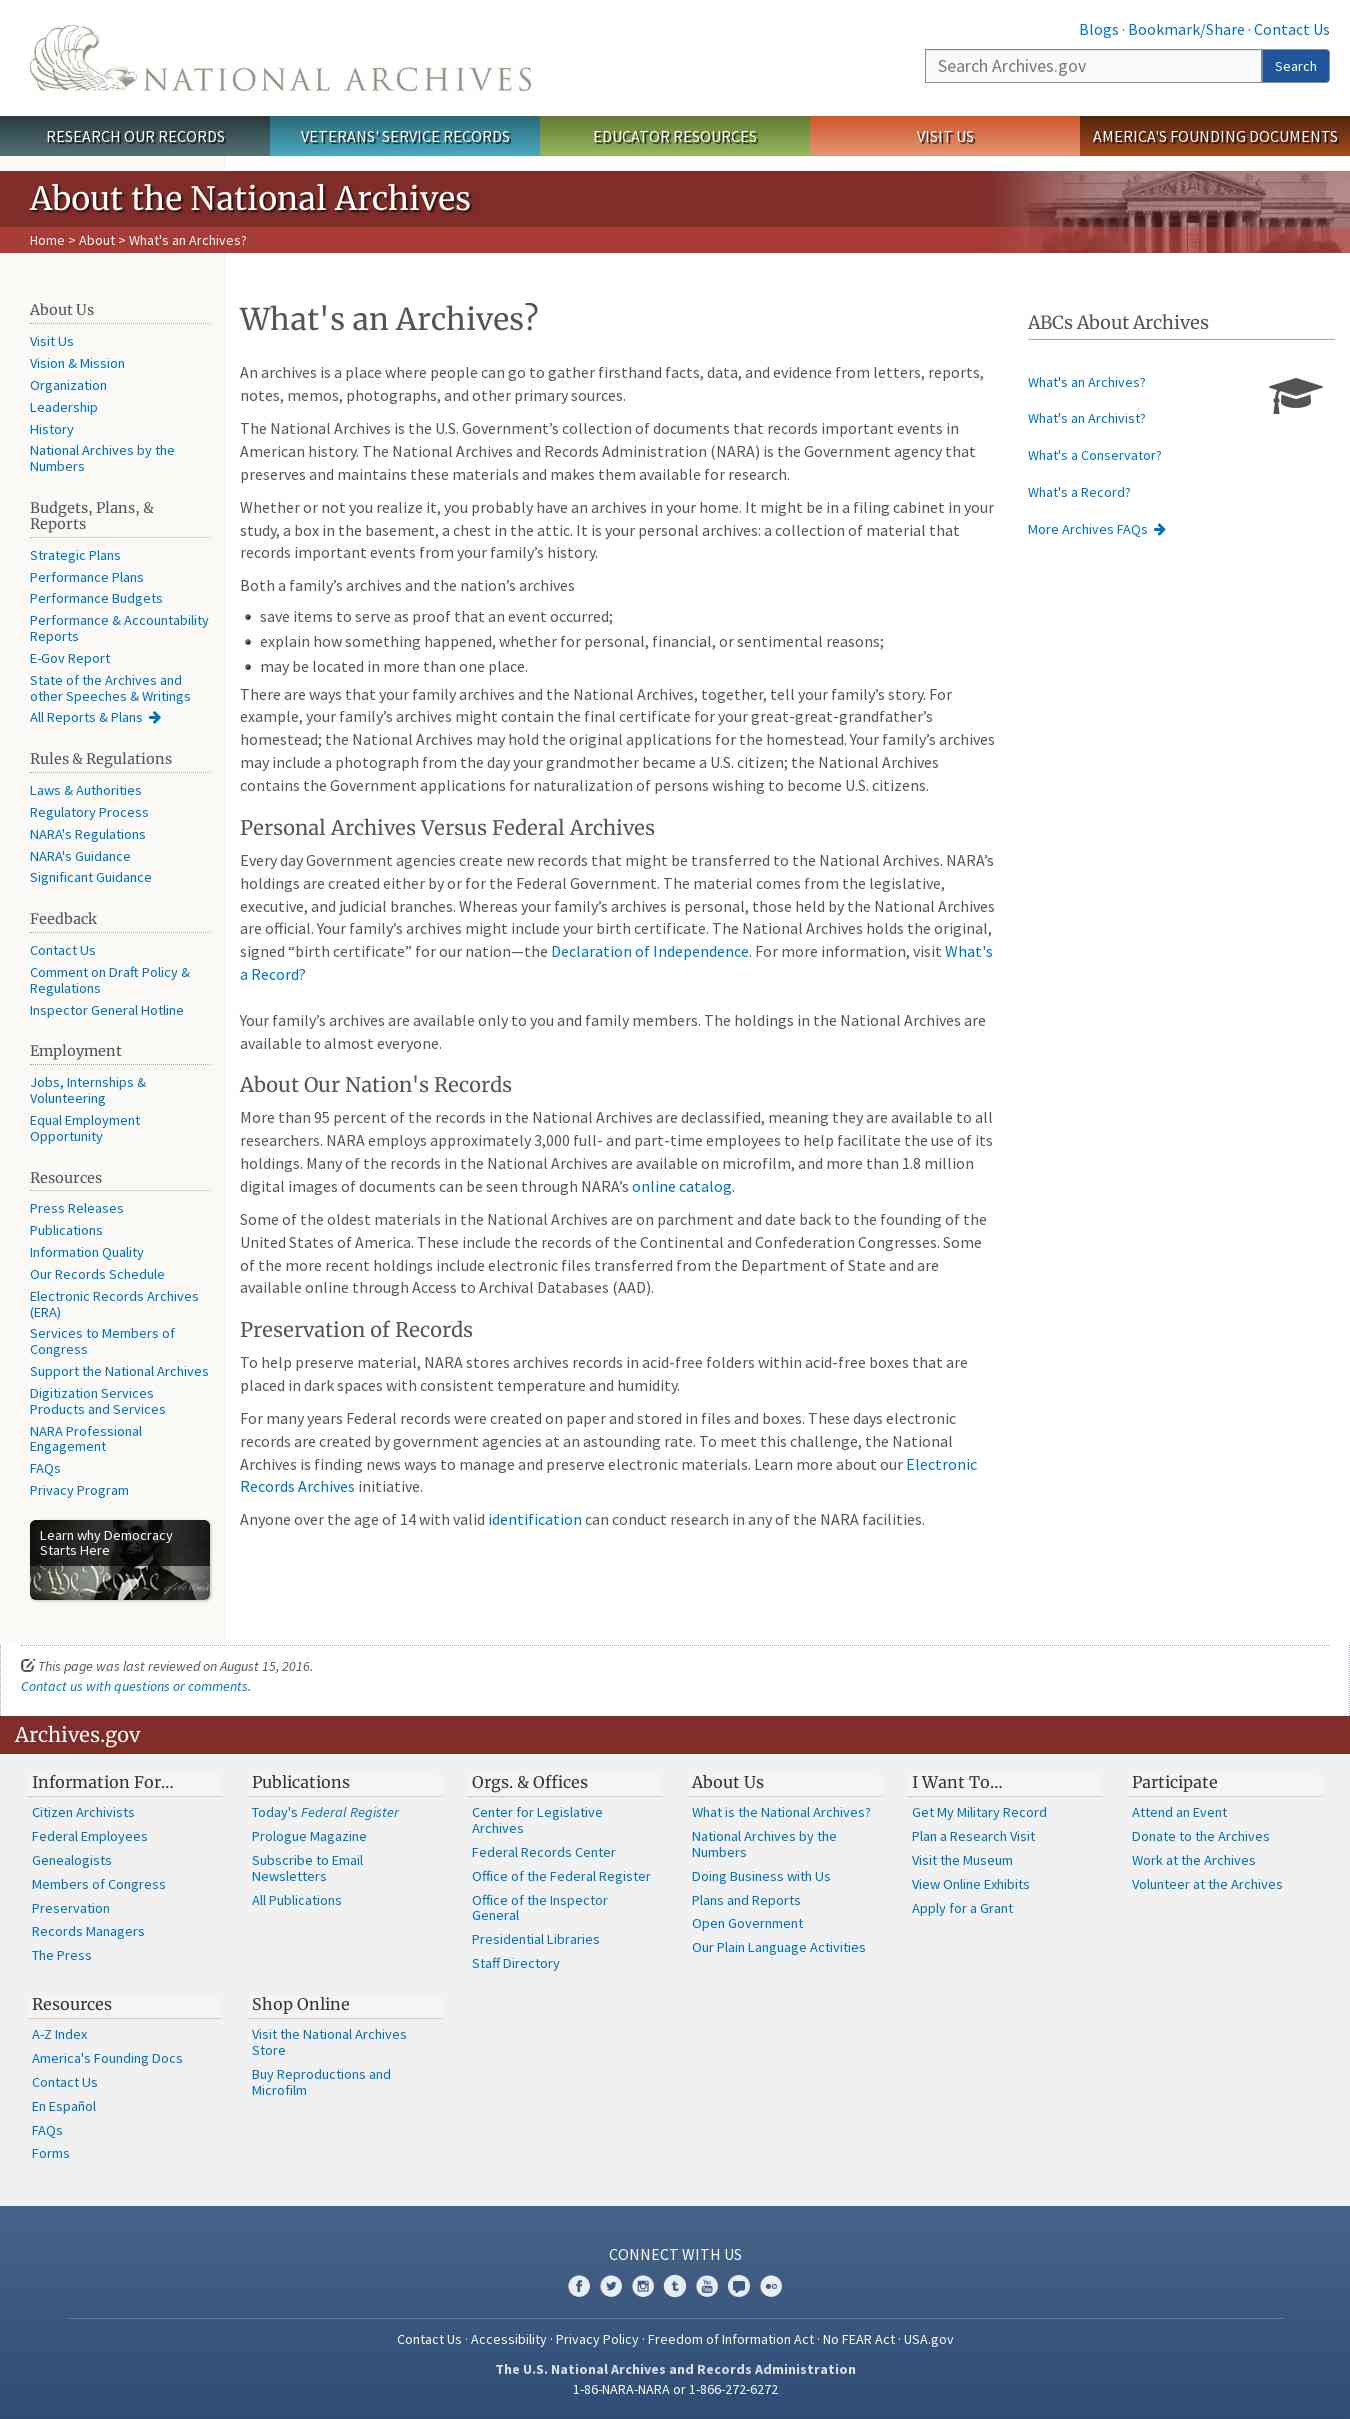 Blogs · Bookmark/Share · Contact Us
NATIONAL ARCHIVES
Search Archives.gov
Search
RESEARCH OUR RECORDS
VETERANS' SERVICE RECORDS
EDUCATOR RESOURCES
VISIT US
AMERICA'S FOUNDING DOCUMENTS
About the National Archives
Home > About > What's an Archives?
About Us
Visit Us
Vision & Mission
Organization
Leadership
History
National Archives by the
Numbers
Budgets, Plans, &
Reports
Strategic Plans
Performance Plans
Performance Budgets
Performance & Accountability
Reports
E-Gov Report
State of the Archives and
other Speeches & Writings
All Reports & Plans
Rules & Regulations
Laws & Authorities
Regulatory Process
NARA's Regulations
NARA's Guidance
Significant Guidance
Feedback
Contact Us
Comment on Draft Policy &
Regulations
Inspector General Hotline
Employment
Jobs, Internships &
Volunteering
Equal Employment
Opportunity
Resources
Press Releases
Publications
Information Quality
Our Records Schedule
Electronic Records Archives
(ERA)
Services to Members of
Congress
Support the National Archives
Digitization Services
Products and Services
NARA Professional
Engagement
FAQs
Privacy Program
Learn why Democracy
Starts Here
e the People
What's an Archives?
An archives is a place where people can go to gather firsthand facts, data, and evidence from letters, reports,
notes, memos, photographs, and other primary sources.
The National Archives is the U.S. Government’s collection of documents that records important events in
American history. The National Archives and Records Administration (NARA) is the Government agency that
preserves and maintains these materials and makes them available for research.
Whether or not you realize it, you probably have an archives in your home. It might be in a filing cabinet in your
study, a box in the basement, a chest in the attic. It is your personal archives: a collection of material that
records important events from your family’s history.
Both a family’s archives and the nation’s archives
• save items to serve as proof that an event occurred;
• explain how something happened, whether for personal, financial, or sentimental reasons;
• may be located in more than one place.
There are ways that your family archives and the National Archives, together, tell your family’s story. For
example, your family’s archives might contain the final certificate for your great-great-grandfather’s
homestead; the National Archives may hold the original applications for the homestead. Your family’s archives
may include a photograph from the day your grandmother became a U.S. citizen; the National Archives
contains the Government applications for naturalization of persons wishing to become U.S. citizens.
Personal Archives Versus Federal Archives
Every day Government agencies create new records that might be transferred to the National Archives. NARA’s
holdings are created either by or for the Federal Government. The material comes from the legislative,
executive, and judicial branches. Whereas your family’s archives is personal, those held by the National Archives
are official. Your family’s archives might include your birth certificate. The National Archives holds the original,
signed “birth certificate” for our nation—the Declaration of Independence. For more information, visit What's
a Record?
Your family’s archives are available only to you and family members. The holdings in the National Archives are
available to almost everyone.
About Our Nation's Records
More than 95 percent of the records in the National Archives are declassified, meaning they are available to all
researchers. NARA employs approximately 3,000 full- and part-time employees to help facilitate the use of its
holdings. Many of the records in the National Archives are available on microfilm, and more than 1.8 million
digital images of documents can be seen through NARA’s online catalog.
Some of the oldest materials in the National Archives are on parchment and date back to the founding of the
United States of America. These include the records of the Continental and Confederation Congresses. Some
of the more recent holdings include electronic files transferred from the Department of State and are
available online through Access to Archival Databases (AAD).
Preservation of Records
To help preserve material, NARA stores archives records in acid-free folders within acid-free boxes that are
placed in dark spaces with consistent temperature and humidity.
For many years Federal records were created on paper and stored in files and boxes. These days electronic
records are created by government agencies at an astounding rate. To meet this challenge, the National
Archives is finding news ways to manage and preserve electronic materials. Learn more about our Electronic
Records Archives initiative.
Anyone over the age of 14 with valid identification can conduct research in any of the NARA facilities.
ABCs About Archives
What's an Archives?
What's an Archivist?
What's a Conservator?
What's a Record?
More Archives FAQs
This page was last reviewed on August 15, 2016.
Contact us with questions or comments.
Archives.gov
Information For…
Citizen Archivists
Federal Employees
Genealogists
Members of Congress
Preservation
Records Managers
The Press
Publications
Today's Federal Register
Prologue Magazine
Subscribe to Email
Newsletters
All Publications
Orgs. & Offices
Center for Legislative
Archives
Federal Records Center
Office of the Federal Register
Office of the Inspector
General
Presidential Libraries
Staff Directory
About Us
What is the National Archives?
National Archives by the
Numbers
Doing Business with Us
Plans and Reports
Open Government
Our Plain Language Activities
I Want To…
Get My Military Record
Plan a Research Visit
Visit the Museum
View Online Exhibits
Apply for a Grant
Participate
Attend an Event
Donate to the Archives
Work at the Archives
Volunteer at the Archives
Resources
A-Z Index
America's Founding Docs
Contact Us
En Español
FAQs
Forms
Shop Online
Visit the National Archives
Store
Buy Reproductions and
Microfilm
CONNECT WITH US
Contact Us · Accessibility · Privacy Policy · Freedom of Information Act · No FEAR Act · USA.gov
The U.S. National Archives and Records Administration
1-86-NARA-NARA or 1-866-272-6272